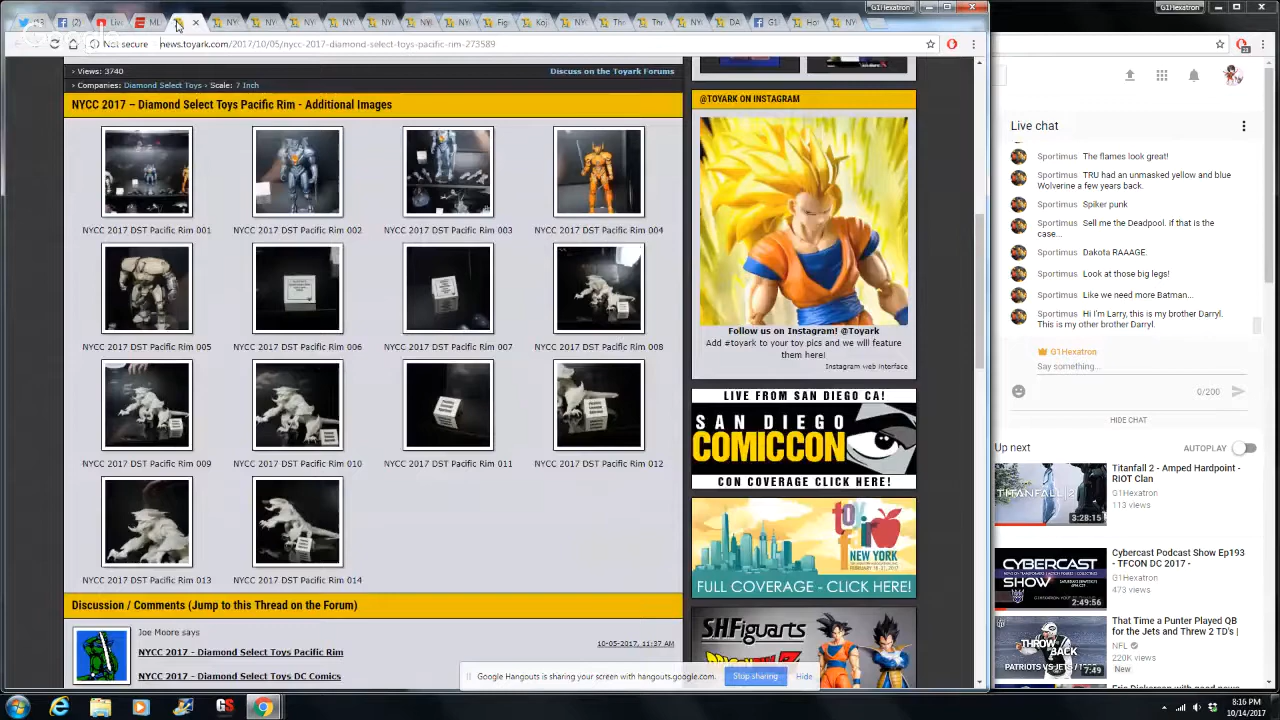 G1Hexatron
G1Hexatron
Not secure
news.toyark.com/2017/10/05/nycc-2017-diamond-select-toys-pacific-rim-273589
› Views: 3740
Discuss on the Toyark Forums
› Companies: Diamond Select Toys › Scale: 7 Inch
NYCC 2017 – Diamond Select Toys Pacific Rim - Additional Images
NYCC 2017 DST Pacific Rim 001
NYCC 2017 DST Pacific Rim 002
NYCC 2017 DST Pacific Rim 003
NYCC 2017 DST Pacific Rim 004
NYCC 2017 DST Pacific Rim 005
NYCC 2017 DST Pacific Rim 006
NYCC 2017 DST Pacific Rim 007
NYCC 2017 DST Pacific Rim 008
NYCC 2017 DST Pacific Rim 009
NYCC 2017 DST Pacific Rim 010
NYCC 2017 DST Pacific Rim 011
NYCC 2017 DST Pacific Rim 012
NYCC 2017 DST Pacific Rim 013
NYCC 2017 DST Pacific Rim 014
Discussion / Comments (Jump to this Thread on the Forum)
Joe Moore says
10-05-2017, 11:37 AM
NYCC 2017 - Diamond Select Toys Pacific Rim
NYCC 2017 - Diamond Select Toys DC Comics
@TOYARK ON INSTAGRAM
Follow us on Instagram! @Toyark
Add #toyark to your toy pics and we will feature
them here!
Instagram web interface
LIVE FROM SAN DIEGO CA!
SAN DIEGO
COMICCON
CON COVERAGE CLICK HERE!
NEW YORK
FULL COVERAGE - CLICK HERE!
S.H.Figuarts
Google Hangouts is sharing your screen with hangouts.google.com.
Stop sharing
Hide
Live chat
Sportimus The flames look great!
Sportimus TRU had an unmasked yellow and blue
Wolverine a few years back.
Sportimus Spiker punk
Sportimus Sell me the Deadpool. if that is the
case...
Sportimus Dakota RAAAGE.
Sportimus Look at those big legs!
Sportimus Like we need more Batman...
Sportimus Hi I'm Larry, this is my brother Darryl.
This is my other brother Darryl.
G1Hexatron
Say something...
0/200
HIDE CHAT
Up next
AUTOPLAY
TITANFALL 2
3:28:15
Titanfall 2 - Amped Hardpoint -
RIOT Clan
G1Hexatron
113 views
CYBERCAST
SHOW
2:49:56
Cybercast Podcast Show Ep193
- TFCON DC 2017 -
G1Hexatron
473 views
THROW
BACK
PATRIOTS VS JETS
7:49
That Time a Punter Played QB
for the Jets and Threw 2 TD's |
NFL
220K views
New
8:16 PM
10/14/2017